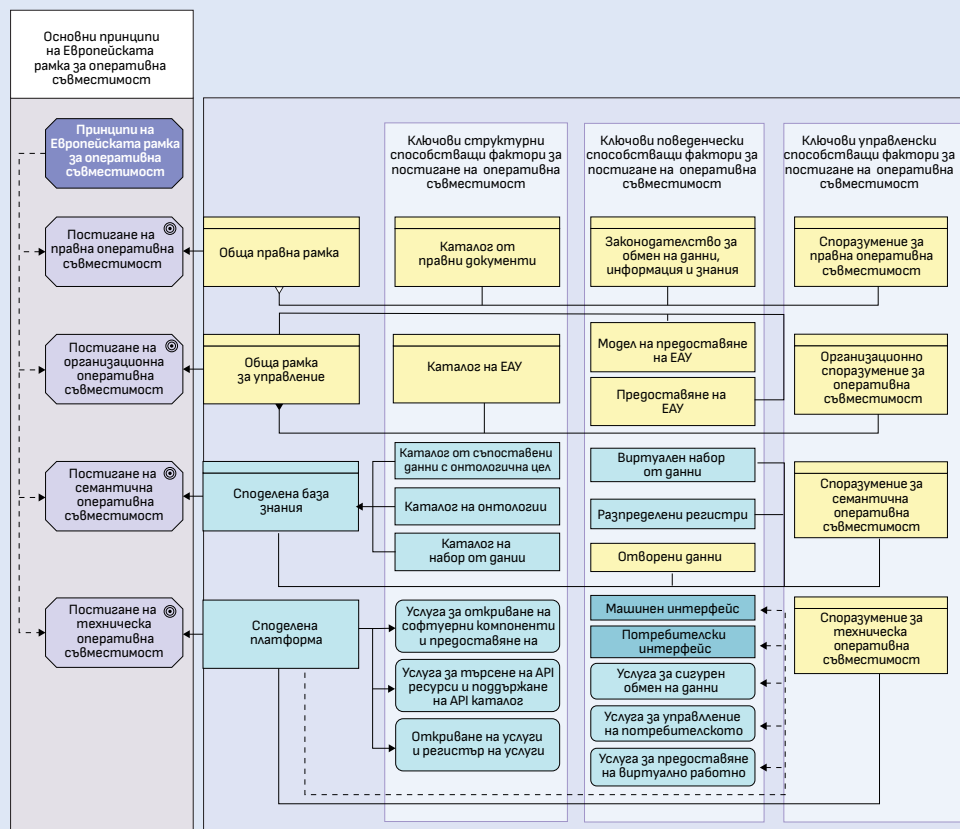 Основни принципи
на Европейската
рамка за оперативна
съвместимост
Принципи на
Европейската рамка
за оперативна
съвместимост
Ключови структурни
способстващи фактори за
постигане на оперативна
съвместимост
Ключови поведенчески
способстващи фактори за
постигане на оперативна
съвместимост
Ключови управленски
способстващи фактори за
постигане на оперативна
съвместимост
Постигане на
правна оперативна
съвместимост
Обща правна рамка
Каталог от
правни документи
Законодателство за
обмен на данни,
информация и знания
Споразумение за
правна оперативна
съвместимост
Постигане на
организационна
оперативна
съвместимост
Обща рамка
за управление
Каталог на ЕАУ
Модел на предоставяне
на ЕАУ
Предоставяне на
ЕАУ
Организационно
споразумение за
оперативна
съвместимост
Постигане на
семантична
оперативна
съвместимост
Споделена база
знания
Каталог от съпоставени
данни с онтологична цел
Каталог на онтологии
Каталог на
набор от дании
Виртуален набор
от данни
Разпределени регистри
Отворени данни
Споразумение за
семантична
оперативна
съвместимост
Постигане на
техническа
оперативна
съвместимост
Споделена
платформа
Услуга за откриване на
софтуерни компоненти
и предоставяне на
Услуга за търсене на API
ресурси и поддържане
на API каталог
Откриване на услуги
и регистър на услуги
Машинен интерфейс
Потребителски
интерфейс
Услуга за сигурен
обмен на данни
Услуга за управлление
на потребителското
Услуга за предоставяне
на виртуално работно
Споразумение за
техническа
оперативна
съвместимост